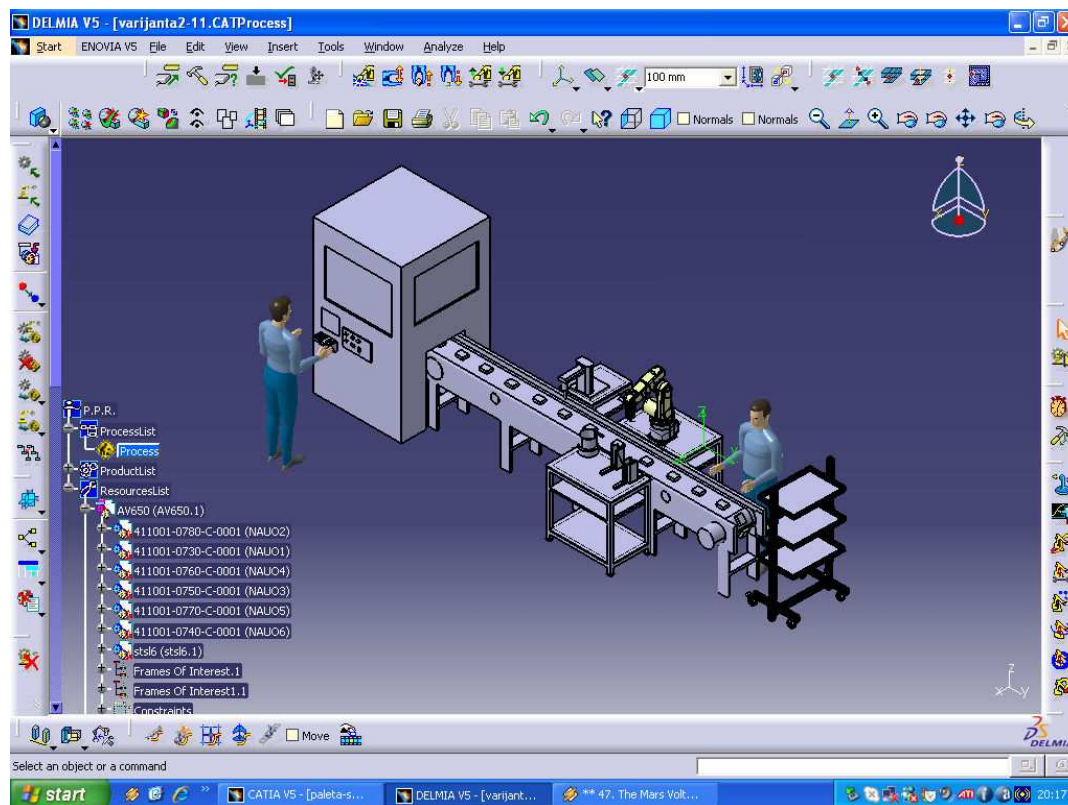 DELMIA V5 - [varijanta2-11.CATProcess]
Start ENOVIA V5 File Edit View Insert Tools Window Analyze Help
100 mm
Normals Normals
P.P.R.
ProcessList
Process
ProductList
ResourcesList
AV650 (AV650.1)
411001-0780-C-0001 (NAUO2)
411001-0730-C-0001 (NAUO1)
411001-0760-C-0001 (NAUO4)
411001-0750-C-0001 (NAUO3)
411001-0770-C-0001 (NAUO5)
411001-0740-C-0001 (NAUO6)
stsl6 (stsl6.1)
Frames Of Interest.1
Frames Of Interest1.1
Constraints
z
x y
Move
DELMIA
Select an object or a command
start CATIA V5 - [paleta-s... DELMIA V5 - [varijant... ** 47. The Mars Volt... 20:17